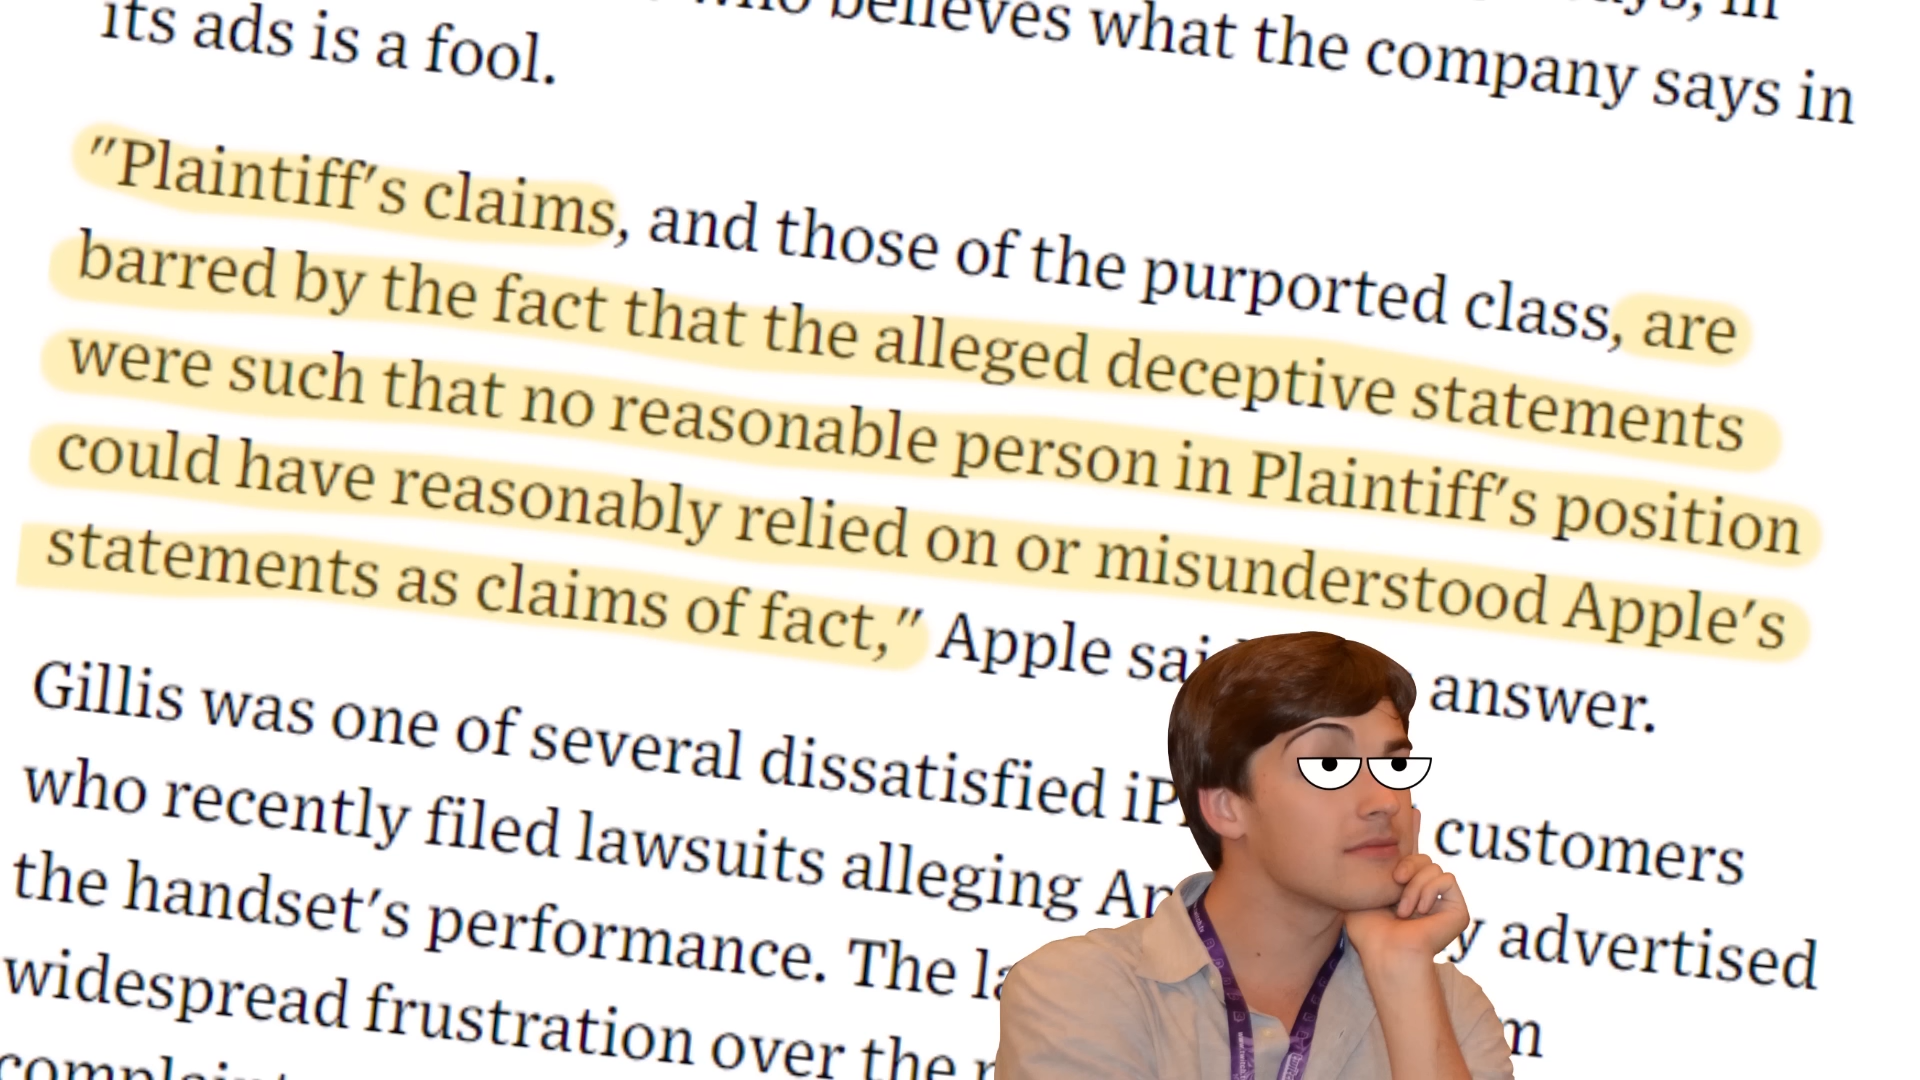 who believes what the company says in
its ads is a fool.
"Plaintiff's claims, and those of the purported class, are
barred by the fact that the alleged deceptive statements
were such that no reasonable person in Plaintiff's position
could have reasonably relied on or misunderstood Apple's
statements as claims of fact," Apple answer.
Gillis was one of several dissatisfied customers
who recently filed lawsuits alleging advertised
the handset's performance. The
widespread frustration over the